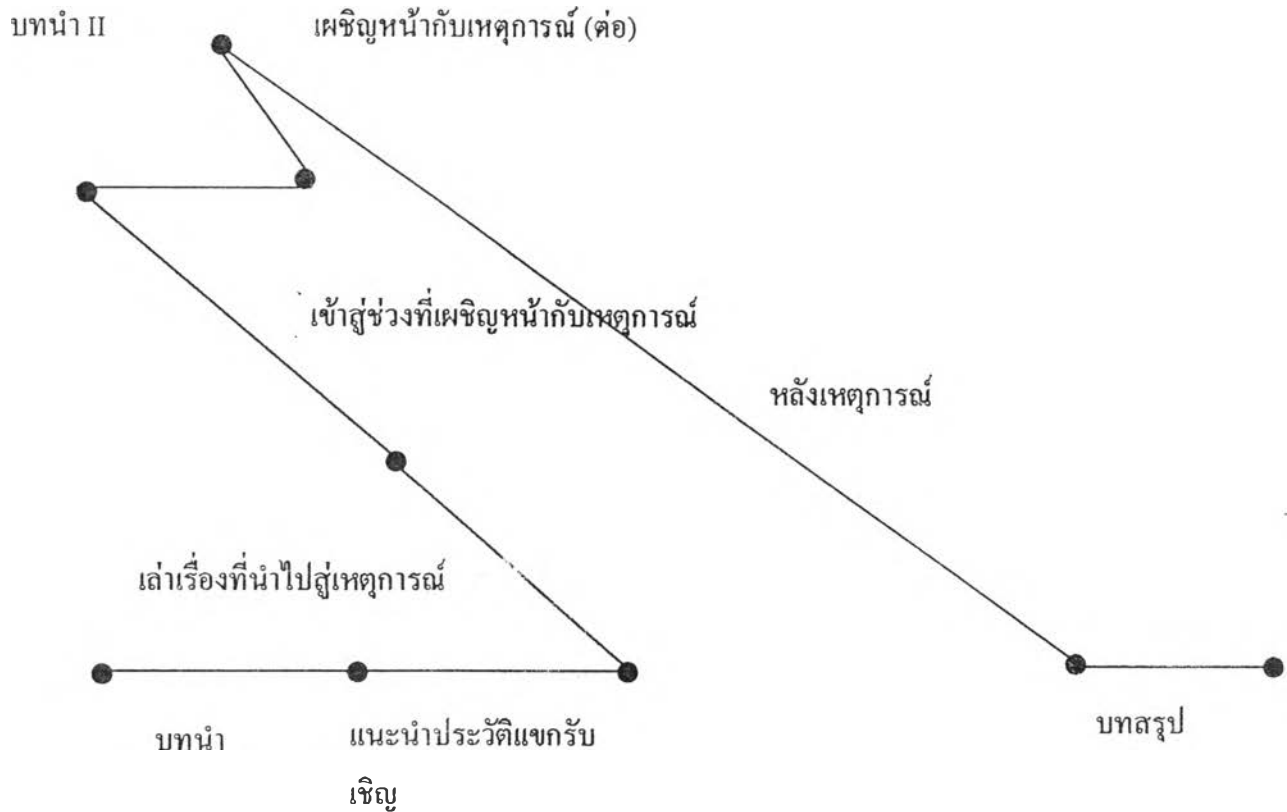 บทนำ II
เผชิญหน้ากับเหตุการณ์ (ต่อ)
เข้าสู่ช่วงที่เผชิญหน้ากับเหตุการณ์
หลังเหตุการณ์
เล่าเรื่องที่นำไปสู่เหตุการณ์
บทนำ
แนะนำประวัติแขกรับ
เชิญ
บทสรุป